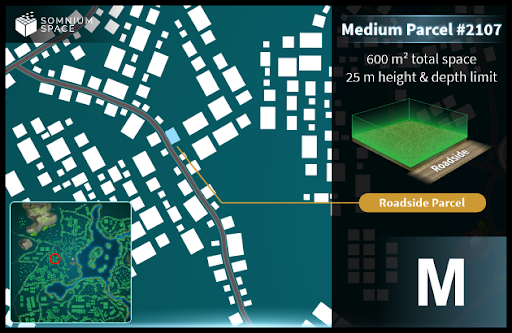 SOMNIUM
SPACE
Medium Parcel #2107
600 m² total space
25 m height & depth limit
Roadside
Roadside Parcel
M